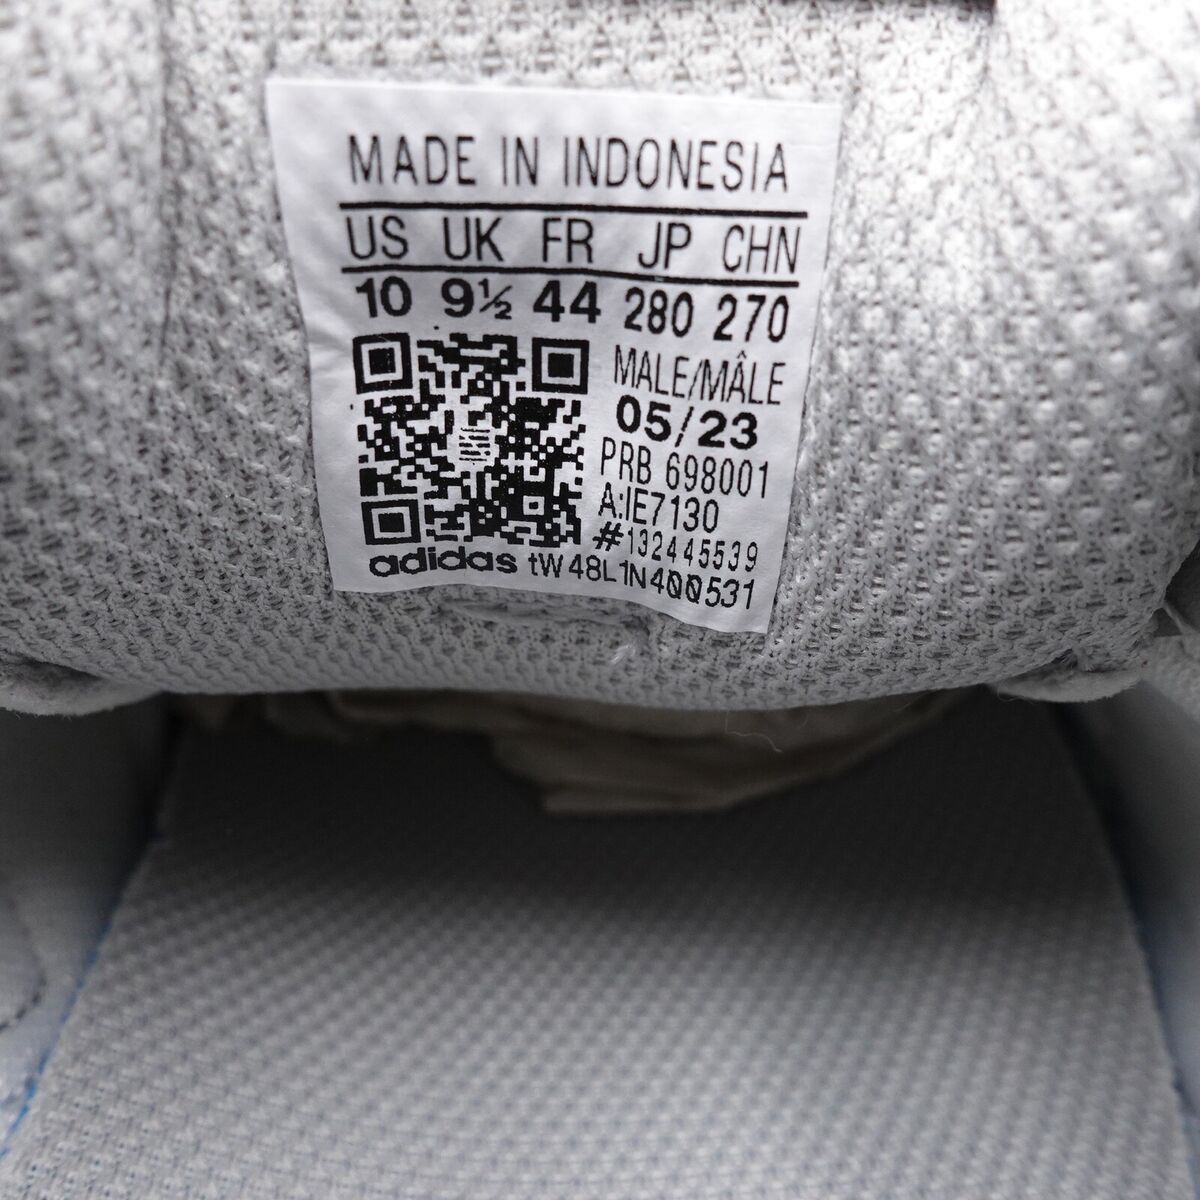 MADE IN INDONESIA
US UK FR JP CHN
10 9½ 44 280 270
MALE/MÂLE
05/23
PRB 698001
A:IE7130
#132445539
adidas tW48L1N400531